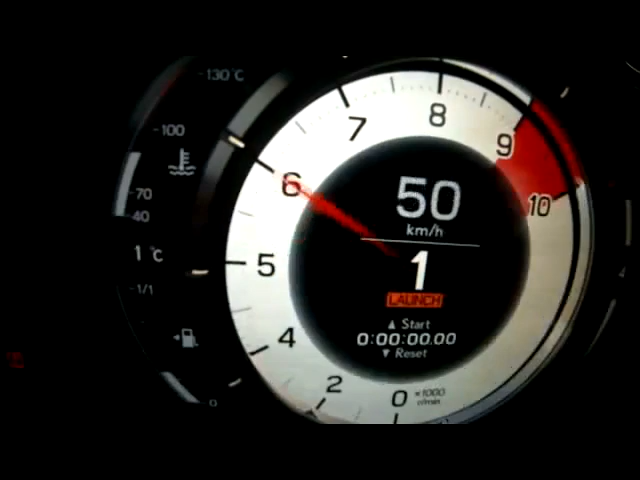 -130°C
-100
-70
-40
1 °C
-1/1
0
0
2
4
5
6
7
8
9
10
50
km/h
1
LAUNCH
▲ Start
0:00:00.00
▼ Reset
×1000
r/min